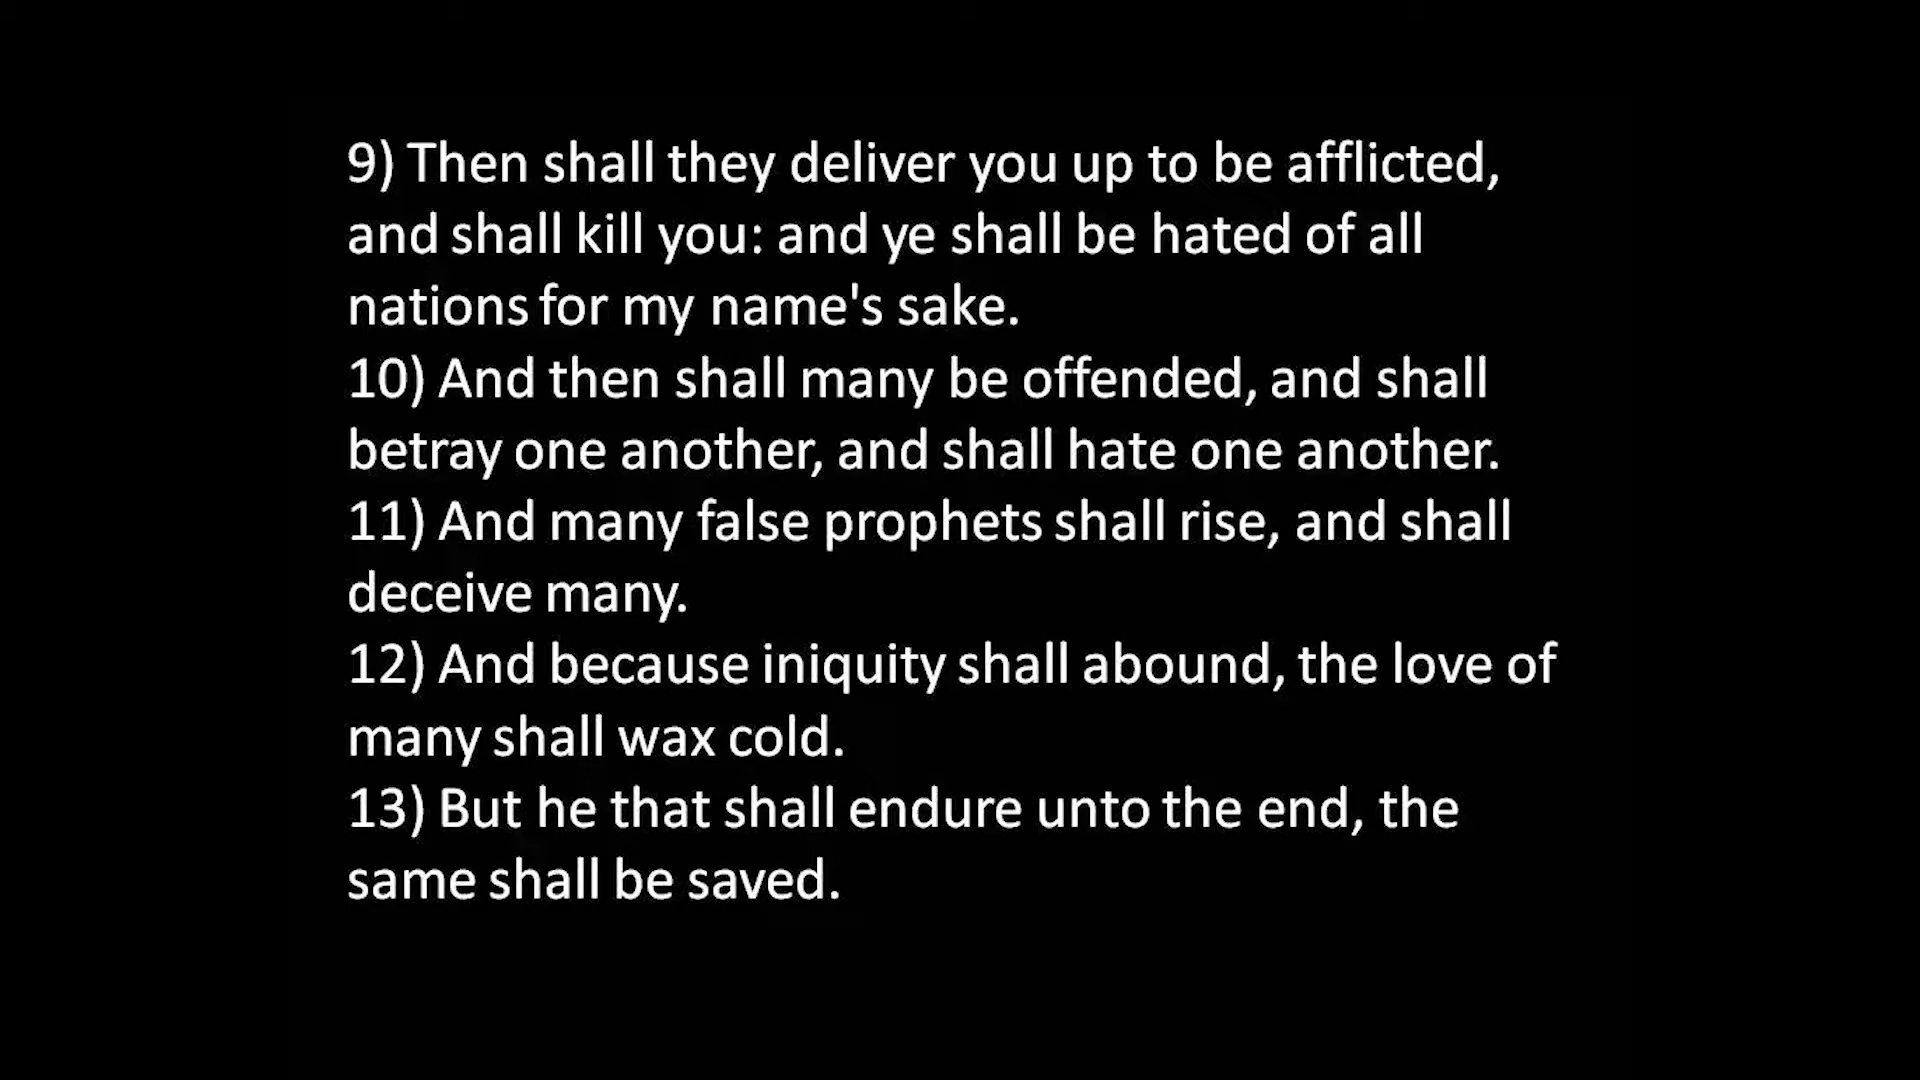 9) Then shall they deliver you up to be afflicted,
and shall kill you: and ye shall be hated of all
nations for my name's sake.
10) And then shall many be offended, and shall
betray one another, and shall hate one another.
11) And many false prophets shall rise, and shall
deceive many.
12) And because iniquity shall abound, the love of
many shall wax cold.
13) But he that shall endure unto the end, the
same shall be saved.